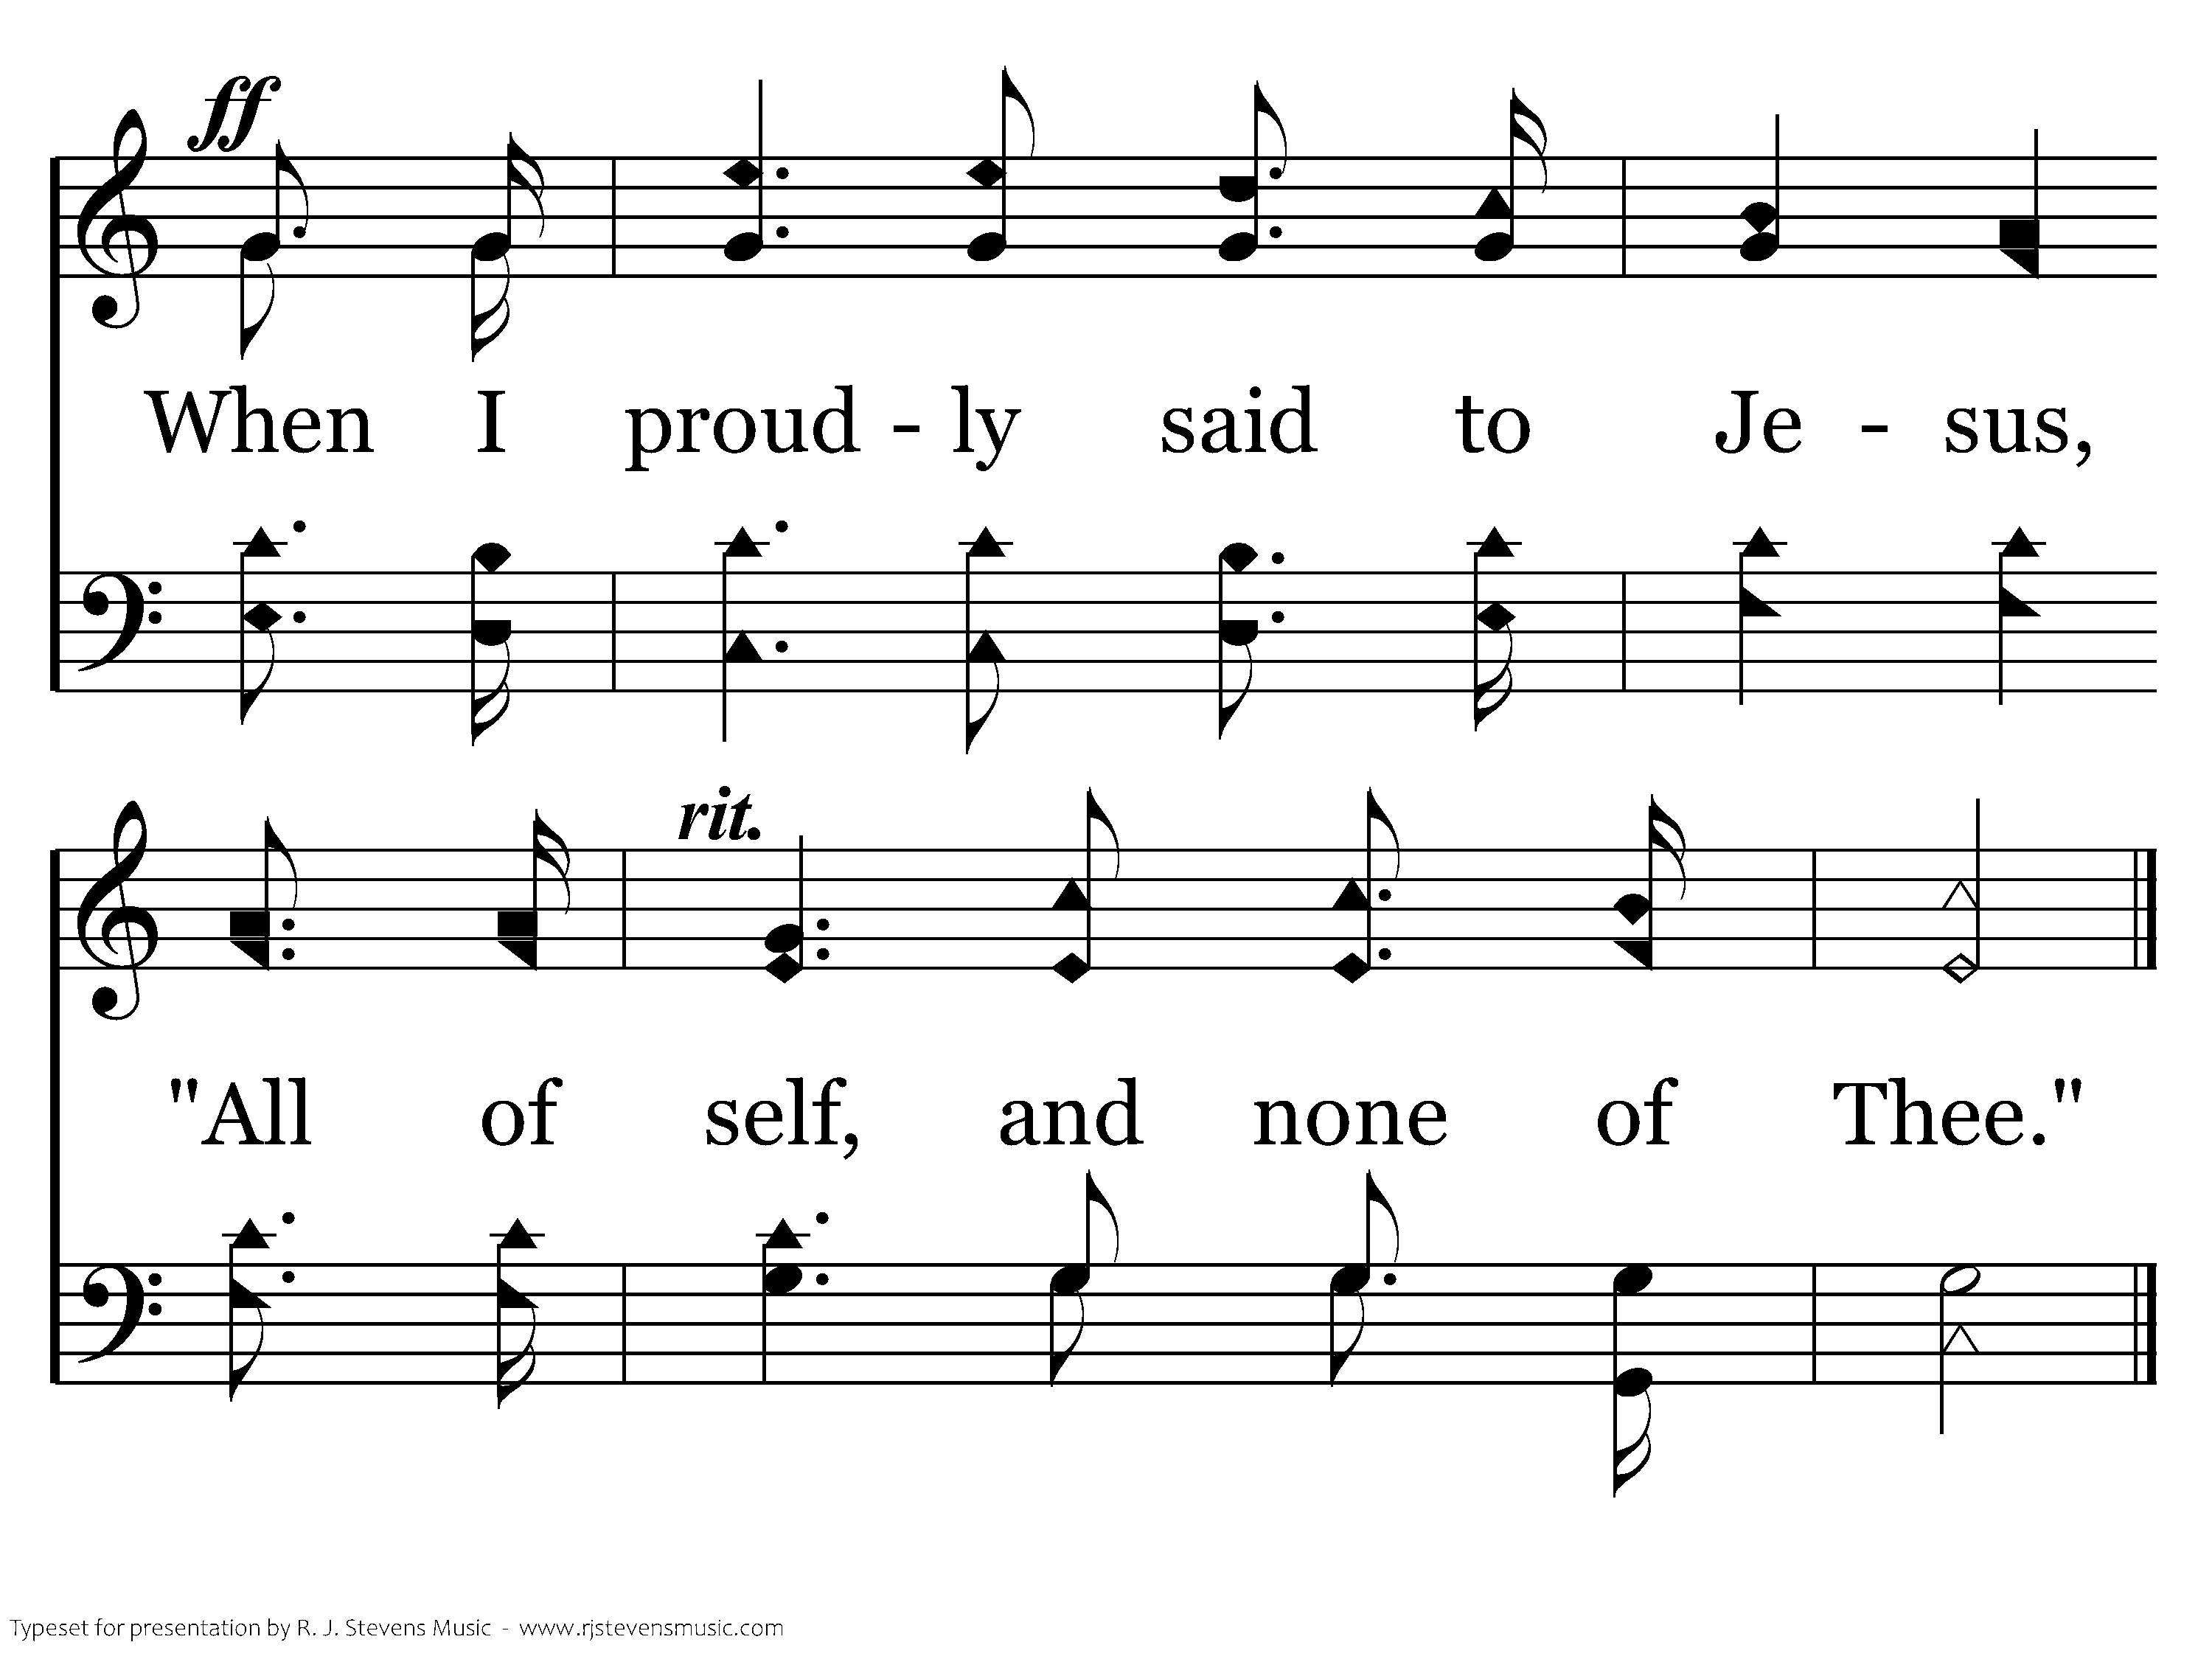 ff
When I proud - ly said to Je - sus,
rit.
"All of self, and none of Thee."
Typeset for presentation by R. J. Stevens Music - www.rjstevensmusic.com